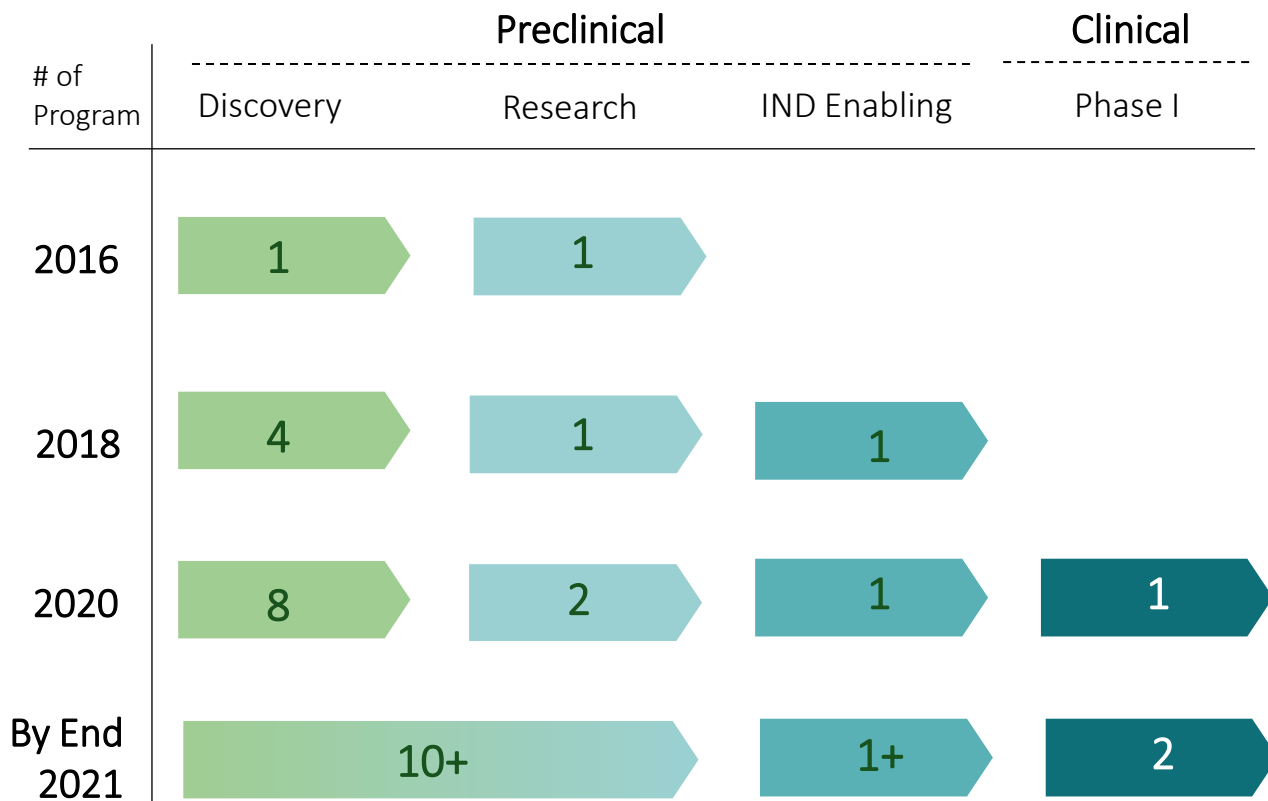 Preclinical
Clinical
# of
Program
Discovery
Research
IND Enabling
Phase I
2016
1
1
2018
4
1
1
2020
8
2
1
1
By End
2021
10+
1+
2